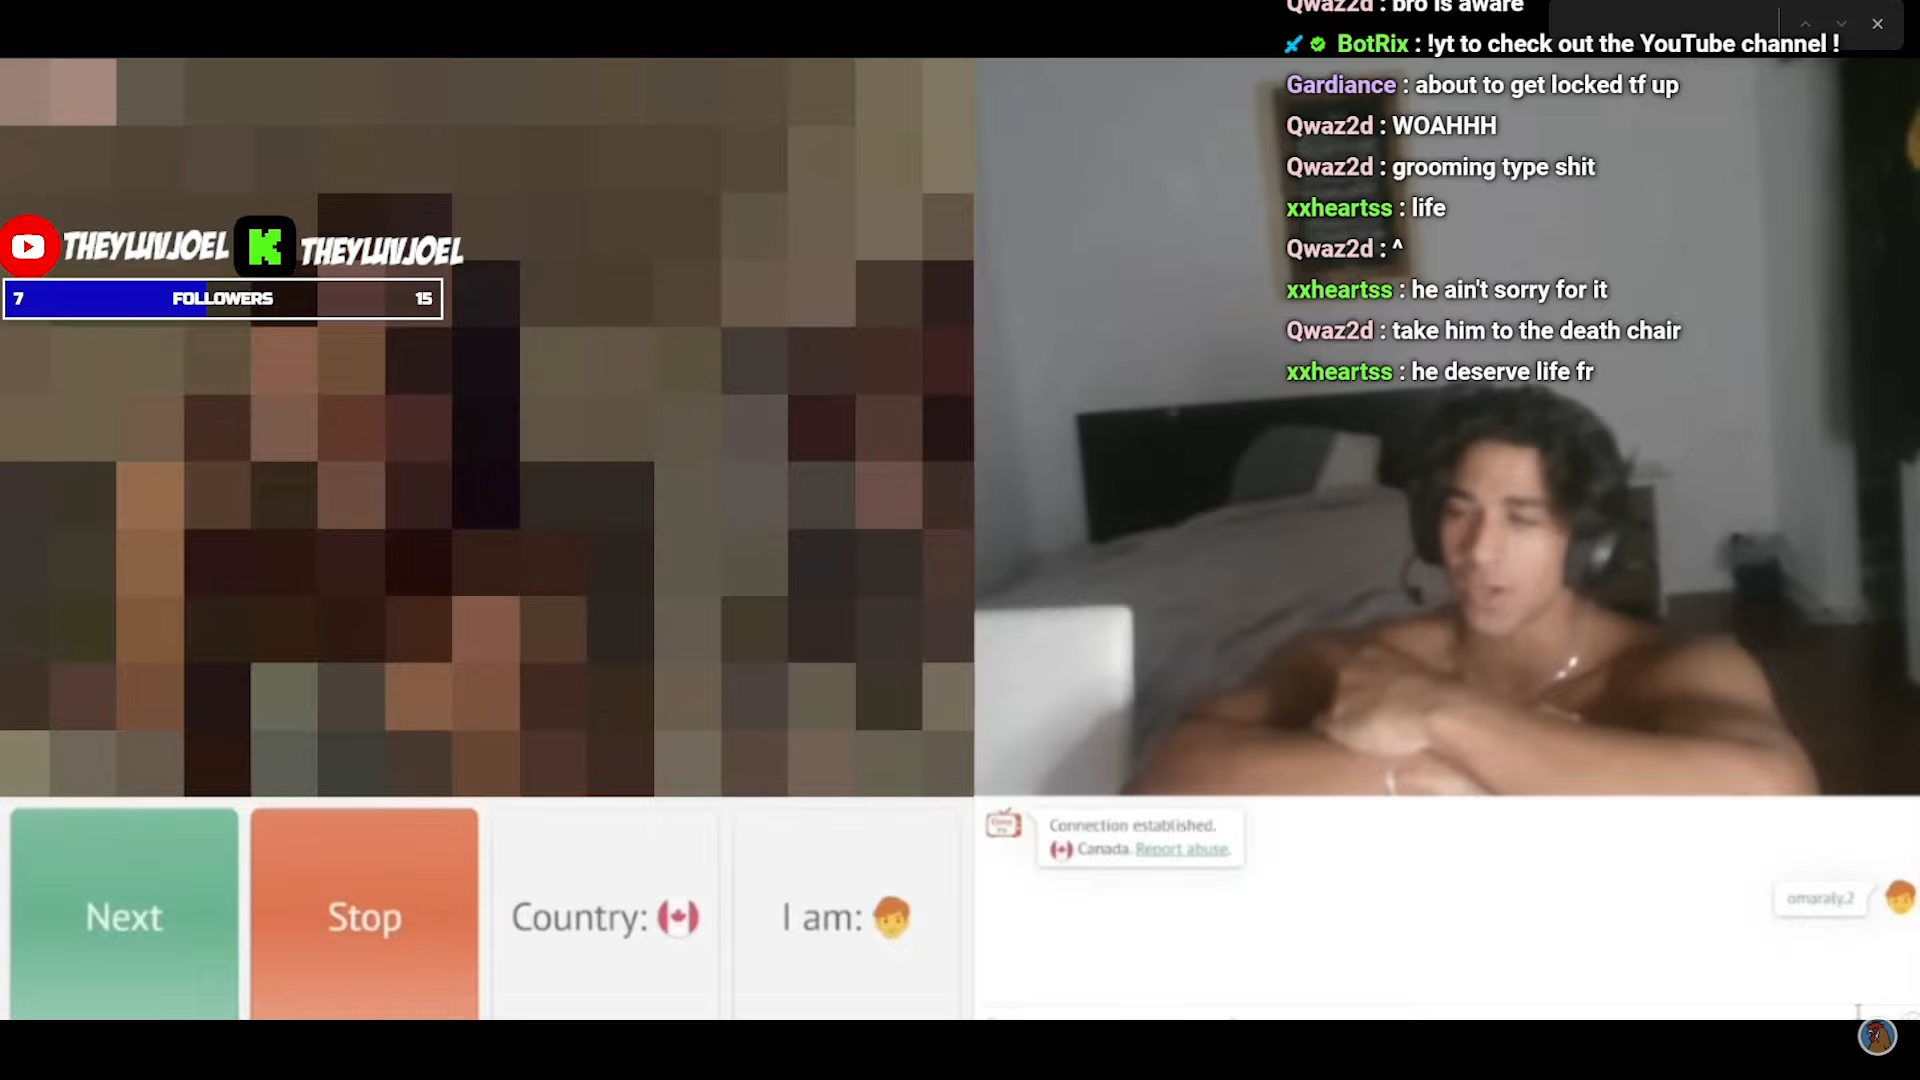 Qwaz2d : bro is aware
BotRix : !yt to check out the YouTube channel !
Gardiance : about to get locked tf up
Qwaz2d : WOAHHH
Qwaz2d : grooming type shit
xxheartss : life
Qwaz2d : ^
xxheartss : he ain't sorry for it
Qwaz2d : take him to the death chair
xxheartss : he deserve life fr
THEYLUVJOEL
THEYLUVJOEL
7 FOLLOWERS 15
Connection established.
Canada. Report abuse.
omaraly.2
Next
Stop
Country:
I am: